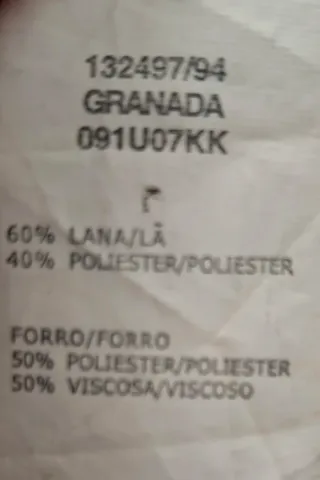 132497/94
GRANADA
091U07KK
60% LANA/LÃ
40% POLIESTER/POLIESTER
FORRO/FORRO
50% POLIESTER/POLIESTER
50% VISCOSA/VISCOSO